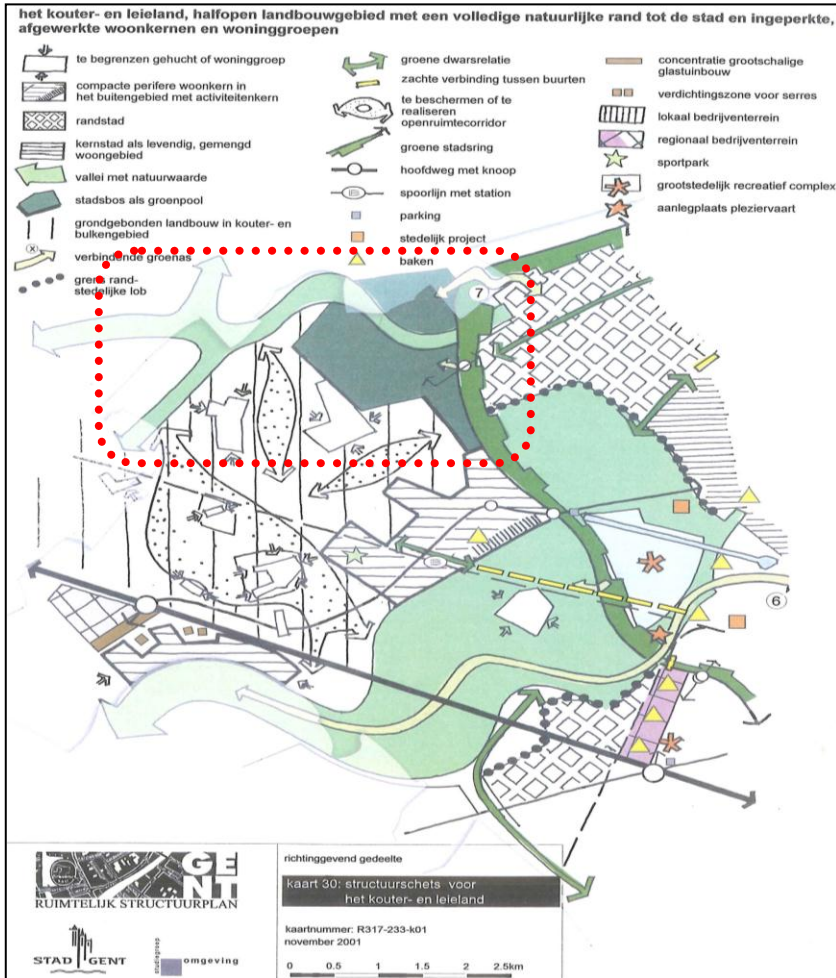 het kouter- en leieland, halfopen landbouwgebied met een volledige natuurlijke rand tot de stad en ingeperkte,
afgewerkte woonkernen en woninggroepen
te begrenzen gehucht of woninggroep
compacte perifere woonkern in
het buitengebied met activiteitenkern
randstad
kernstad als levendig, gemengd
woongebied
vallei met natuurwaarde
stadsbos als groenpool
grondgebonden landbouw in kouter- en
bulkengebied
x
verbindende groenas
grens rand-
stedelijke lob
groene dwarsrelatie
zachte verbinding tussen buurten
te beschermen of te
realiseren
openruimtecorridor
groene stadsring
hoofdweg met knoop
spoorlijn met station
parking
stedelijk project
baken
concentratie grootschalige
glastuinbouw
verdichtingszone voor serres
lokaal bedrijventerrein
regionaal bedrijventerrein
sportpark
grootstedelijk recreatief complex
aanlegplaats pleziervaart
7
6
GE
NT
RUIMTELIJK STRUCTUURPLAN
STAD GENT
studiegroep
omgeving
richtinggevend gedeelte
kaart 30: structuurschets voor
het kouter- en leieland
kaartnummer: R317-233-k01
november 2001
0 0.5 1 1.5 2 2.5km